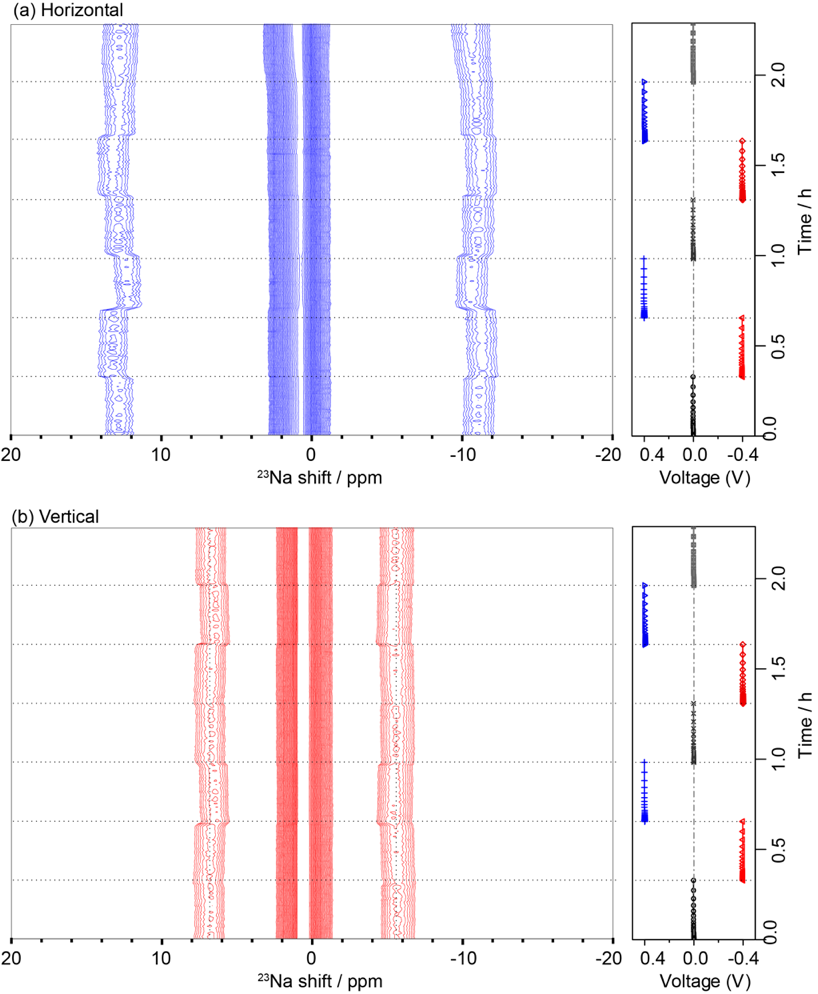 (a) Horizontal
2.0
1.5
1.0
0.5
0.0
Time / h
20 10 0 -10 -20
0.4 0.0 -0.4
²³Na shift / ppm
Voltage (V)
(b) Vertical
2.0
1.5
1.0
0.5
0.0
Time / h
20 10 0 -10 -20
0.4 0.0 -0.4
²³Na shift / ppm
Voltage (V)